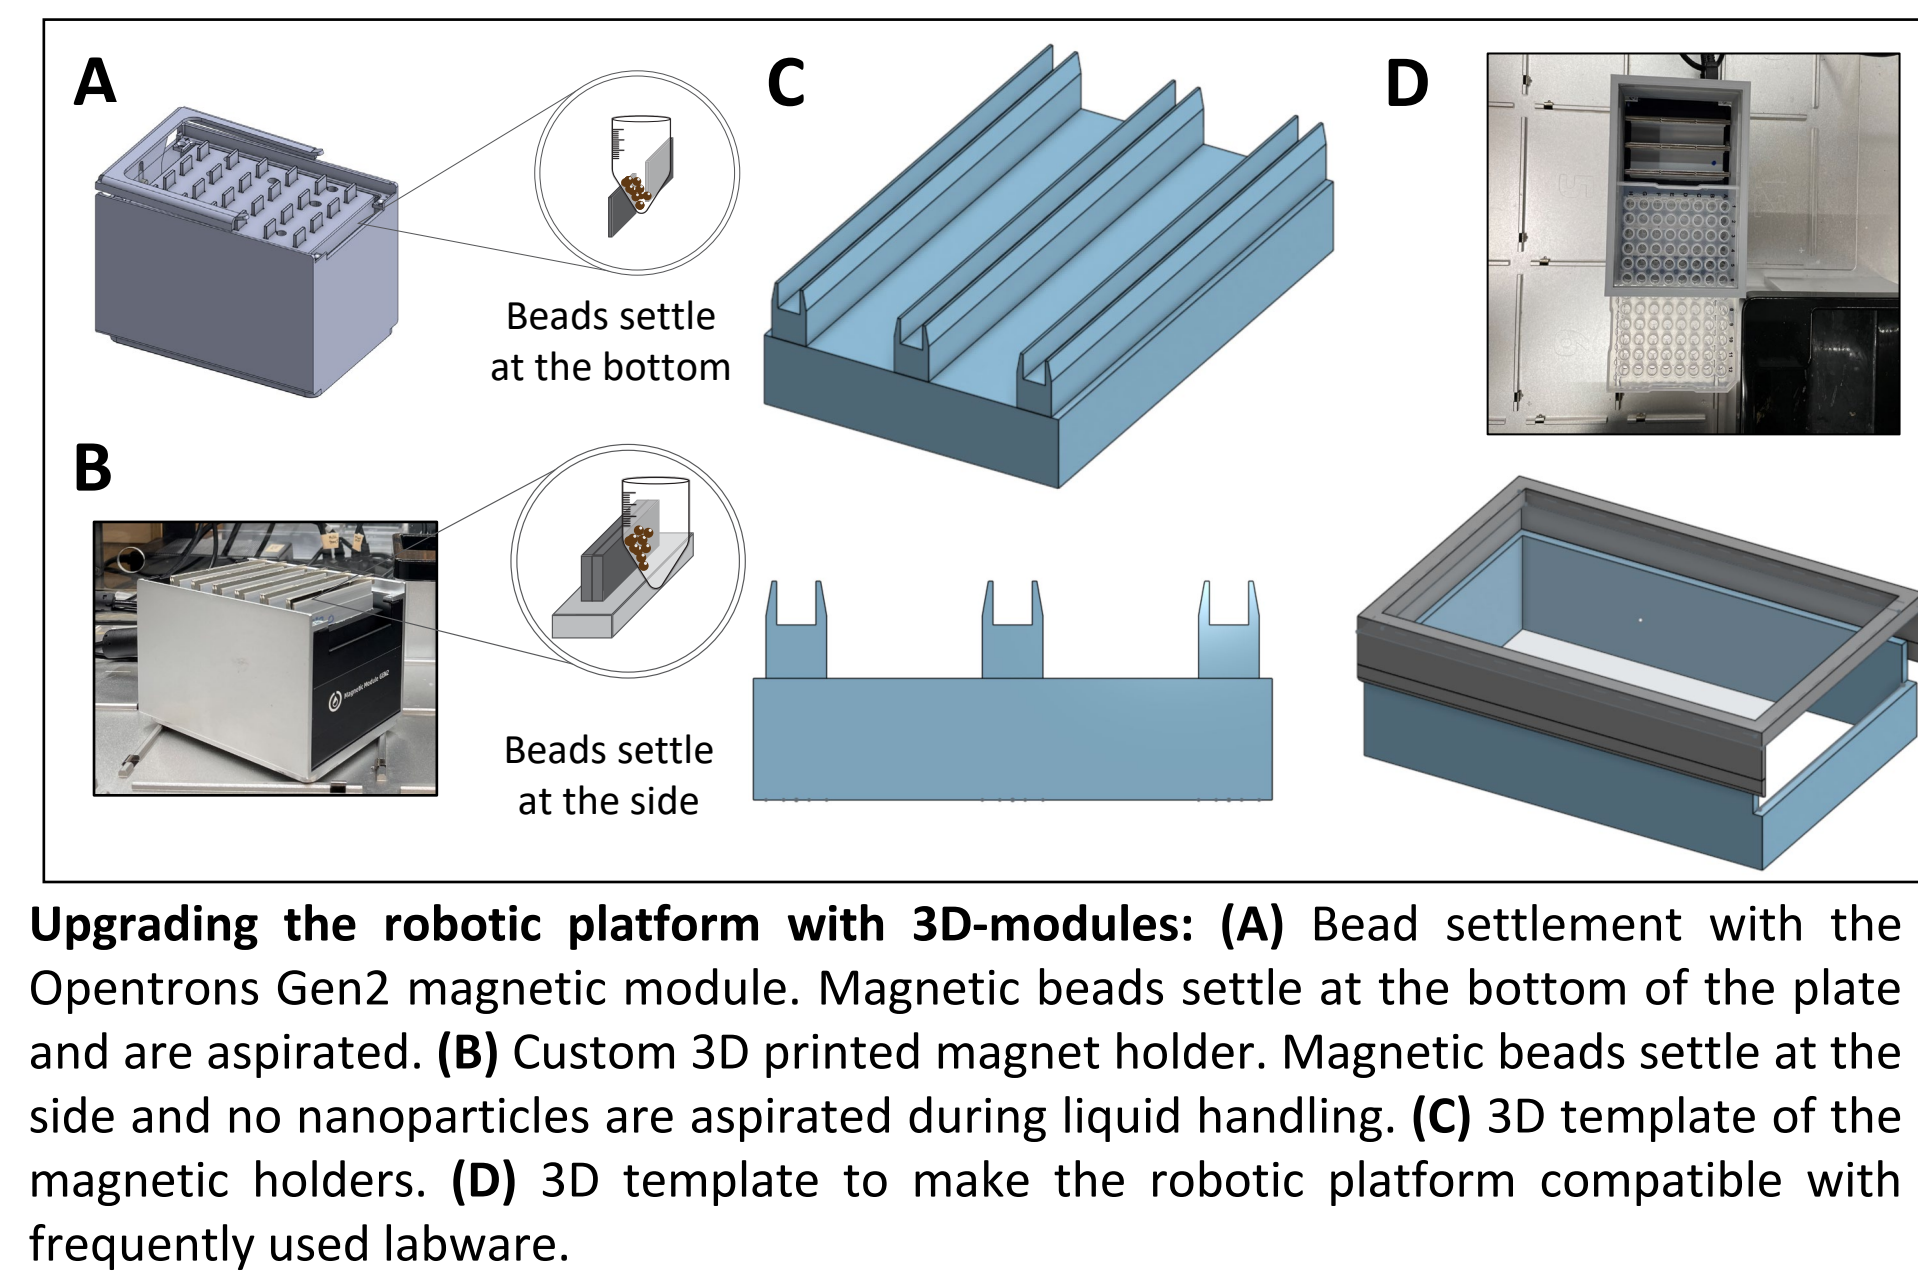 A
Beads settle
at the bottom
B
Magnetic Module GEN2
Beads settle
at the side
C
D
Upgrading the robotic platform with 3D-modules: (A) Bead settlement with the
Opentrons Gen2 magnetic module. Magnetic beads settle at the bottom of the plate
and are aspirated. (B) Custom 3D printed magnet holder. Magnetic beads settle at the
side and no nanoparticles are aspirated during liquid handling. (C) 3D template of the
magnetic holders. (D) 3D template to make the robotic platform compatible with
frequently used labware.